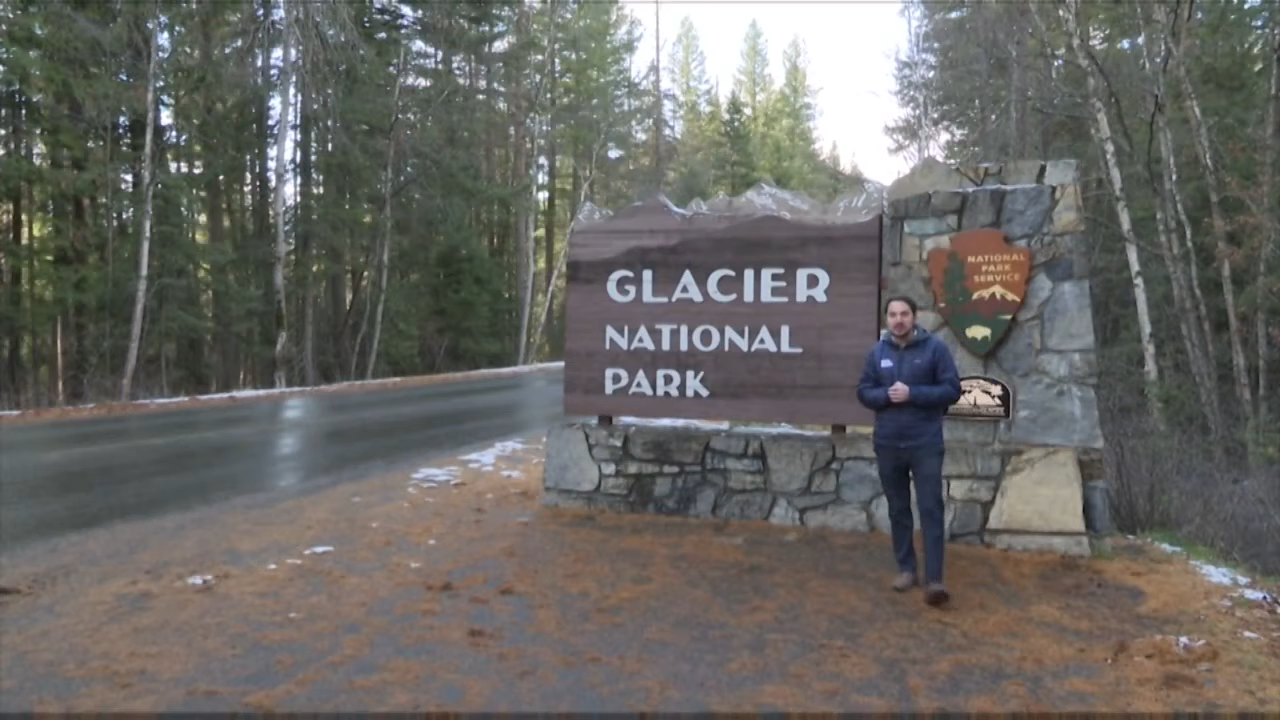 GLACIER
NATIONAL
PARK
NATIONAL
PARK
SERVICE